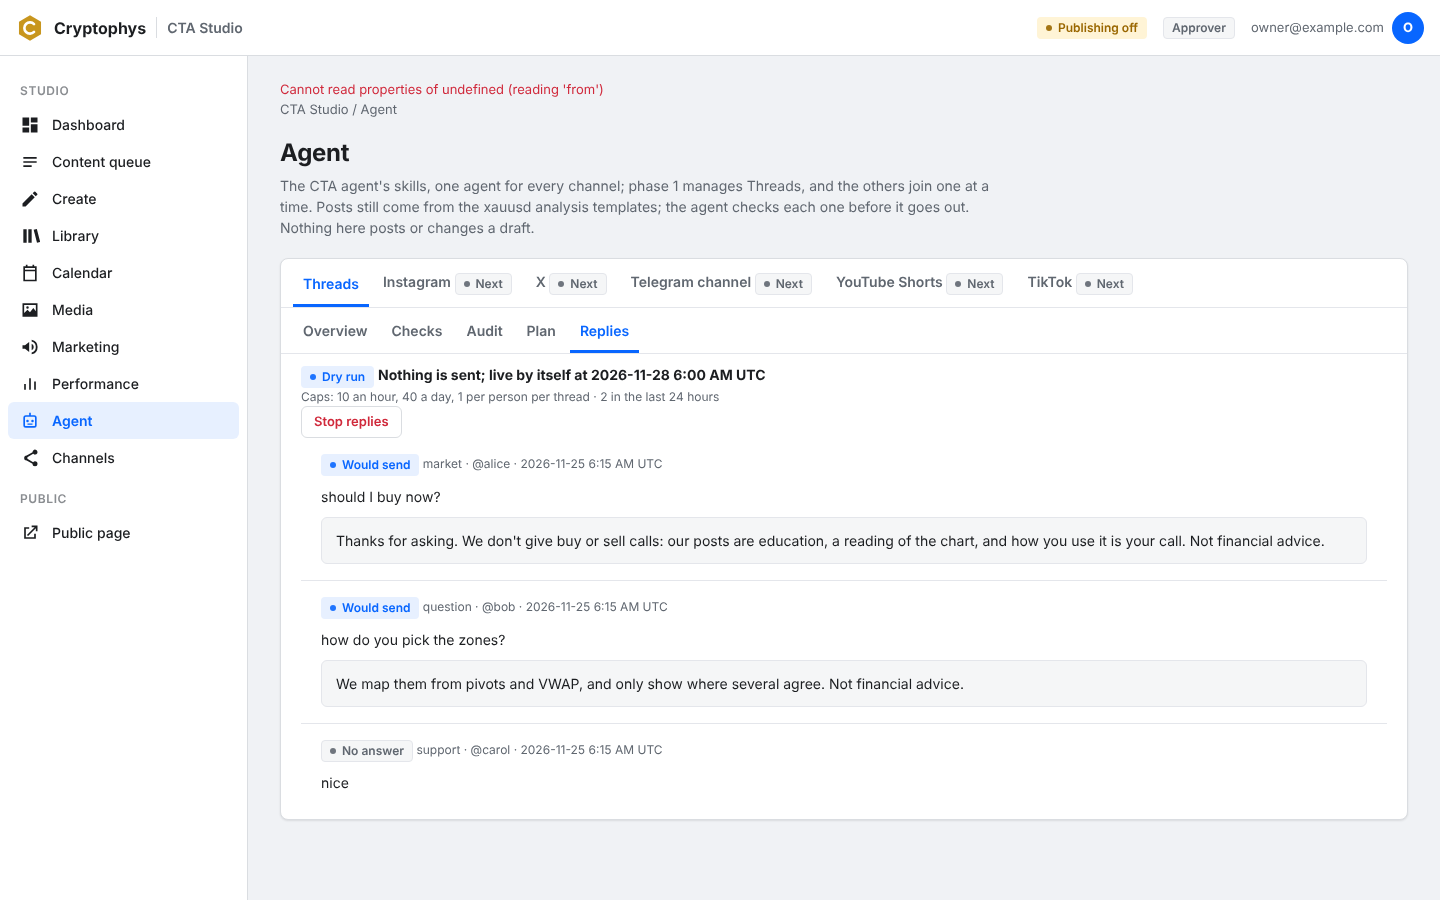 Cryptophys
CTA Studio
Publishing off
Approver
owner@example.com
O
STUDIO
Dashboard
Content queue
Create
Library
Calendar
Media
Marketing
Performance
Agent
Channels
PUBLIC
Public page
Cannot read properties of undefined (reading 'from')
CTA Studio / Agent
Agent
The CTA agent's skills, one agent for every channel; phase 1 manages Threads, and the others join one at a
time. Posts still come from the xauusd analysis templates; the agent checks each one before it goes out.
Nothing here posts or changes a draft.
Threads Instagram Next X Next Telegram channel Next YouTube Shorts Next TikTok Next
Overview Checks Audit Plan Replies
Dry run Nothing is sent; live by itself at 2026-11-28 6:00 AM UTC
Caps: 10 an hour, 40 a day, 1 per person per thread · 2 in the last 24 hours
Stop replies
Would send market · @alice · 2026-11-25 6:15 AM UTC
should I buy now?
Thanks for asking. We don't give buy or sell calls: our posts are education, a reading of the chart, and how you use it is your call. Not financial advice.
Would send question · @bob · 2026-11-25 6:15 AM UTC
how do you pick the zones?
We map them from pivots and VWAP, and only show where several agree. Not financial advice.
No answer support · @carol · 2026-11-25 6:15 AM UTC
nice